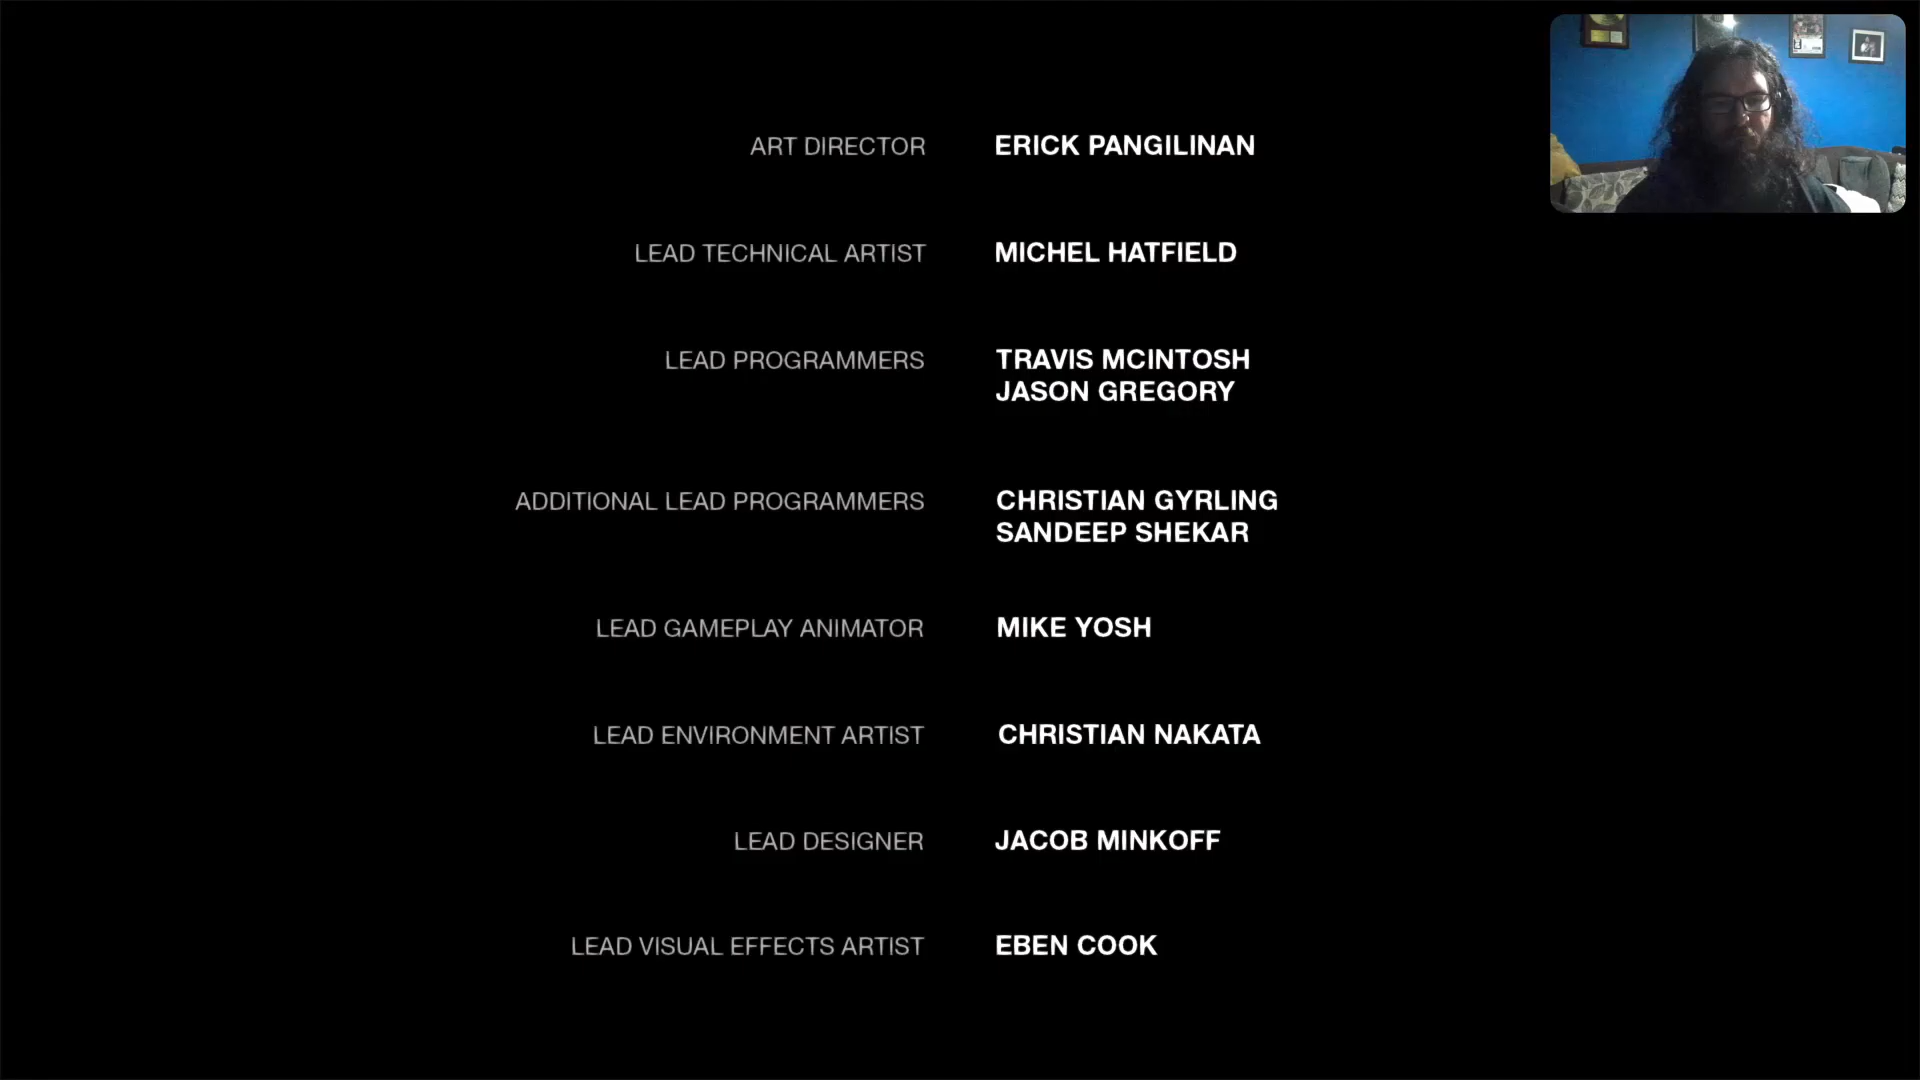 ART DIRECTOR ERICK PANGILINAN
LEAD TECHNICAL ARTIST MICHEL HATFIELD
LEAD PROGRAMMERS TRAVIS MCINTOSH
JASON GREGORY
ADDITIONAL LEAD PROGRAMMERS CHRISTIAN GYRLING
SANDEEP SHEKAR
LEAD GAMEPLAY ANIMATOR MIKE YOSH
LEAD ENVIRONMENT ARTIST CHRISTIAN NAKATA
LEAD DESIGNER JACOB MINKOFF
LEAD VISUAL EFFECTS ARTIST EBEN COOK